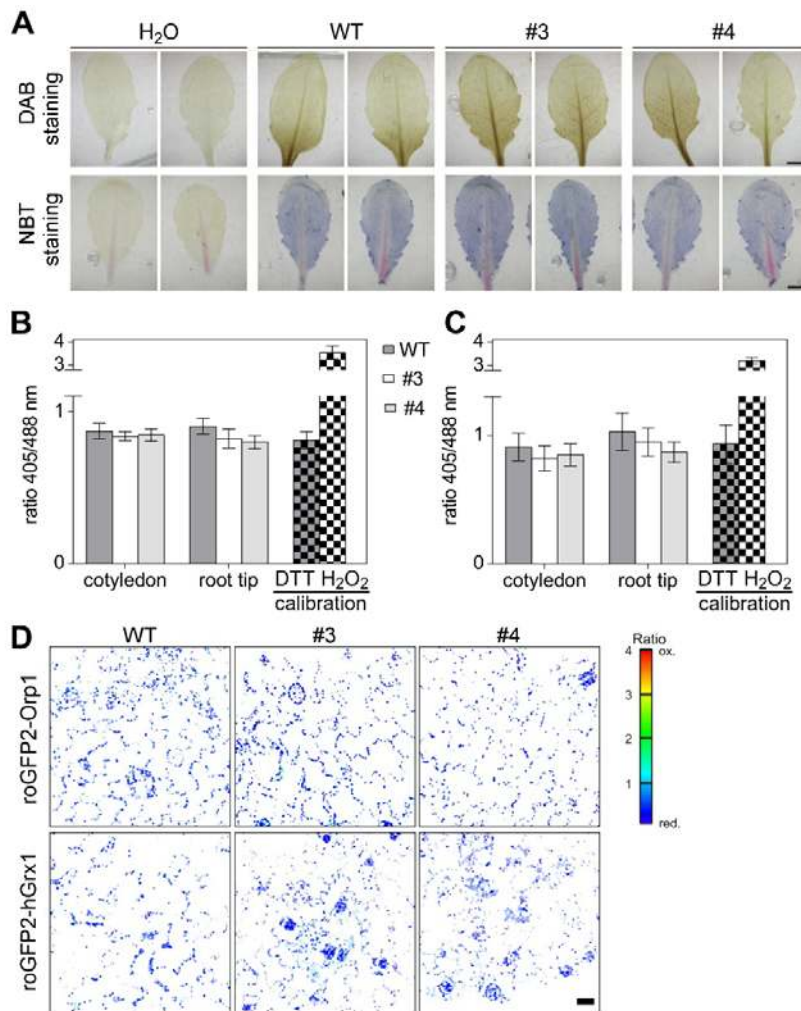 A
H₂O WT #3 #4
DAB staining
NBT staining
B
ratio 405/488 nm
4
3
1
0
cotyledon root tip DTT H₂O₂
calibration
WT
#3
#4
C
ratio 405/488 nm
4
3
1
0
cotyledon root tip DTT H₂O₂
calibration
D
WT #3 #4
roGFP2-Orp1
roGFP2-hGrx1
Ratio
4 ox.
3
2
1
red.